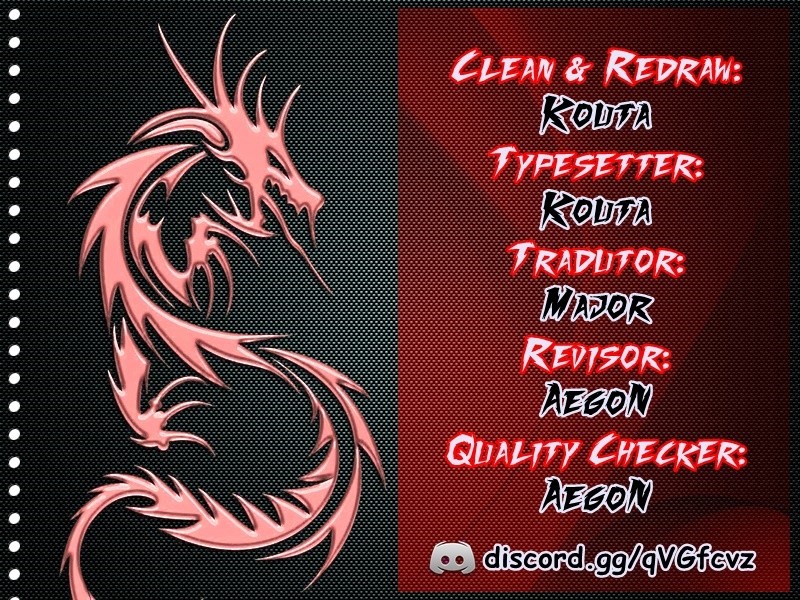 Clean & Redraw:
Kouta
Typesetter:
Kouta
Tradutor:
Major
Revisor:
AegoN
Quality Checker:
AegoN
discord.gg/qVGfcvz